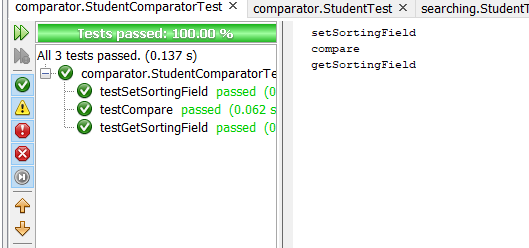 comparator.StudentComparatorTest
comparator.StudentTest
searching.StudentT
Tests passed: 100.00 %
All 3 tests passed. (0.137 s)
comparator.StudentComparatorTe
testSetSortingField passed (0
testCompare passed (0.062 s
testGetSortingField passed (0.
setSortingField
compare
getSortingField